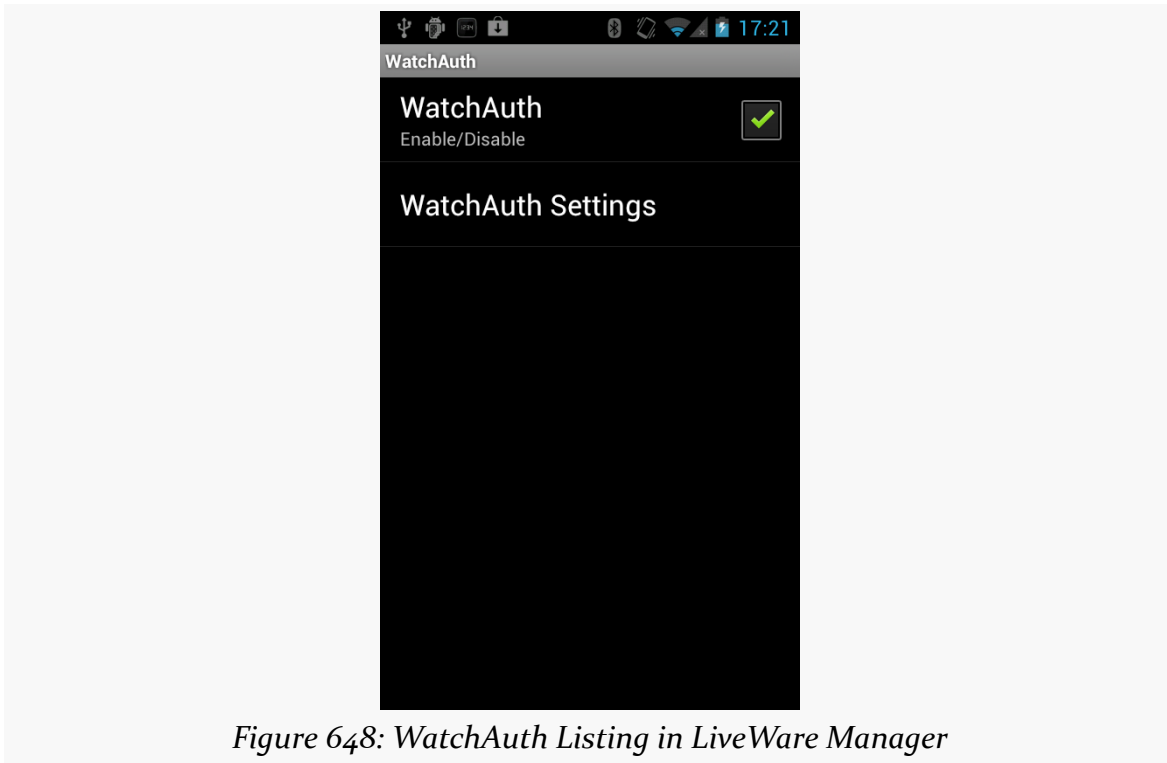 17:21
WatchAuth
WatchAuth
Enable/Disable
WatchAuth Settings
Figure 648: WatchAuth Listing in LiveWare Manager